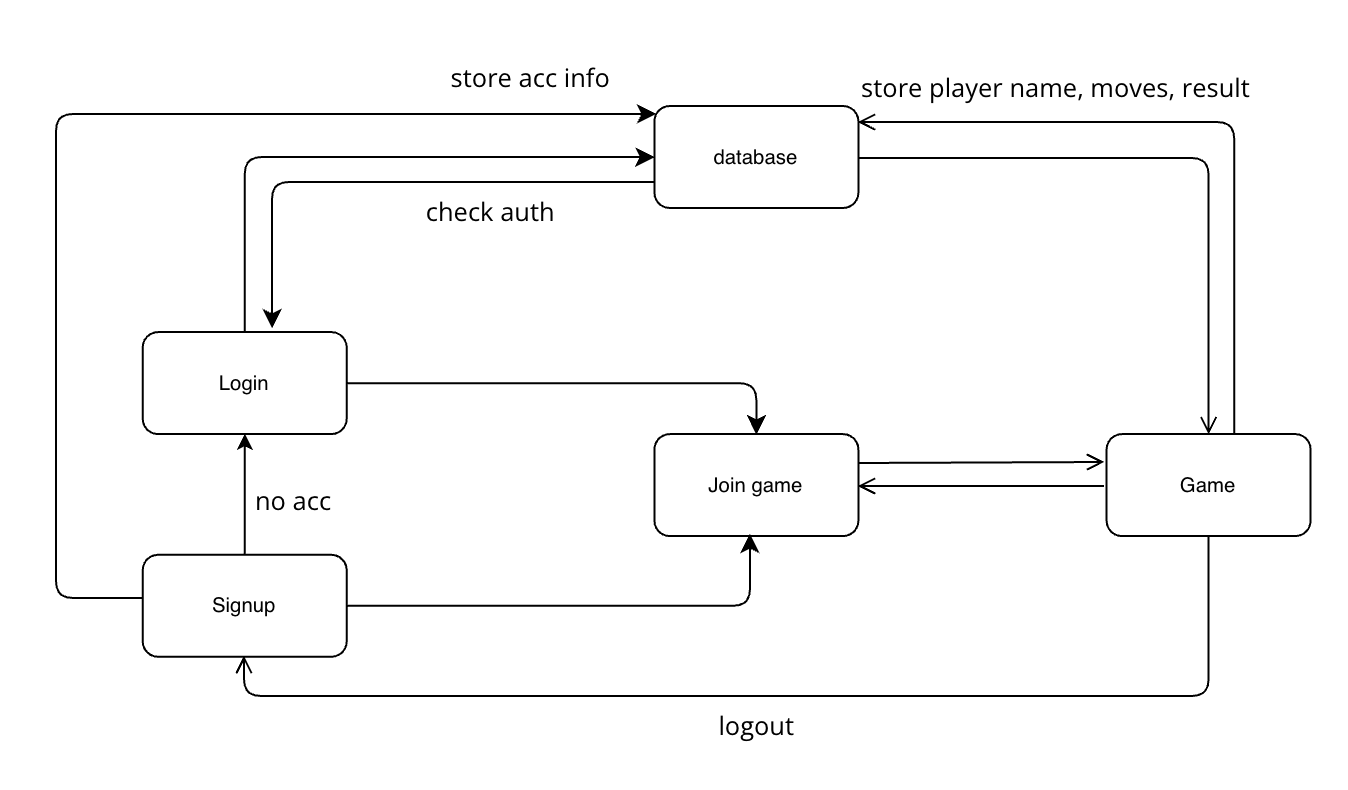 store acc info
store player name, moves, result
database
check auth
Login
Join game
Game
no acc
Signup
logout